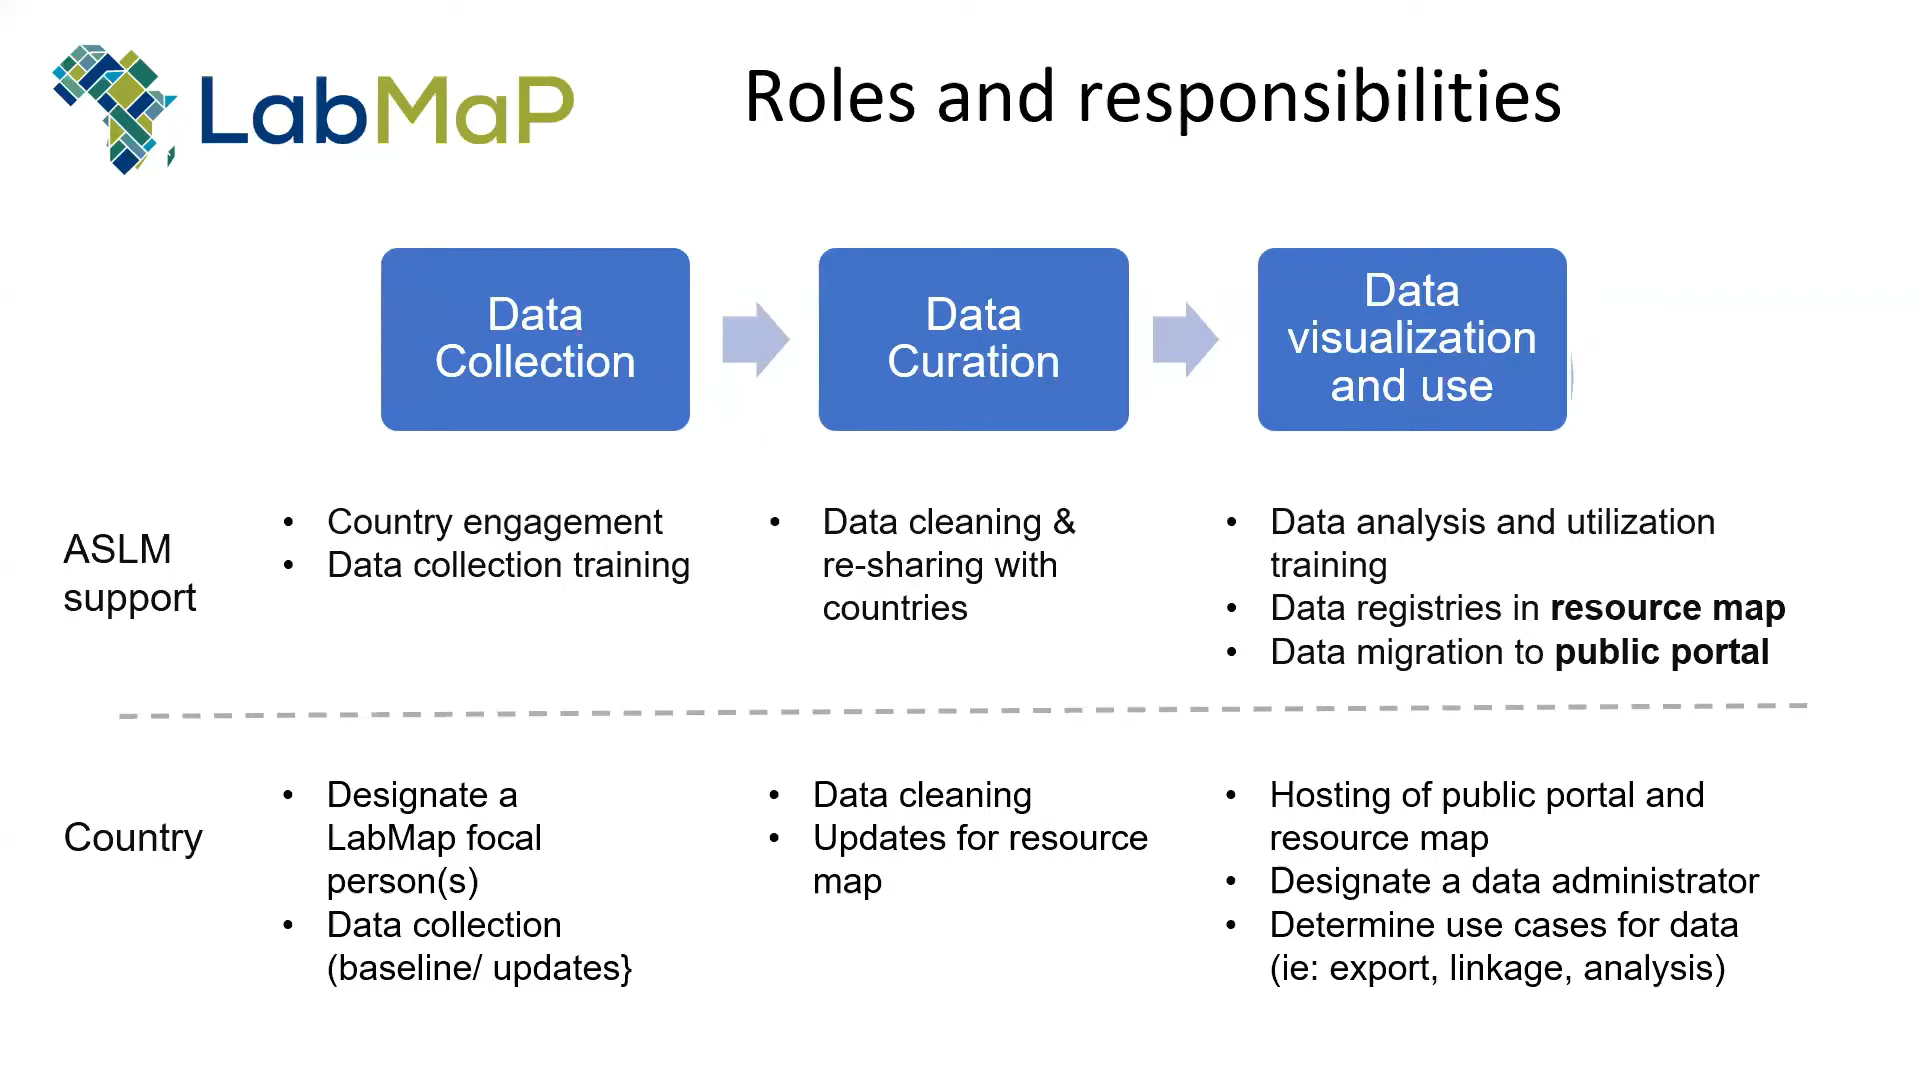 LabMaP
Roles and responsibilities
Data
Collection
Data
Curation
Data
visualization
and use
ASLM
support
• Country engagement
• Data collection training
• Data cleaning &
re-sharing with
countries
• Data analysis and utilization
training
• Data registries in resource map
• Data migration to public portal
Country
• Designate a
LabMap focal
person(s)
• Data collection
(baseline/ updates}
• Data cleaning
• Updates for resource
map
• Hosting of public portal and
resource map
• Designate a data administrator
• Determine use cases for data
(ie: export, linkage, analysis)